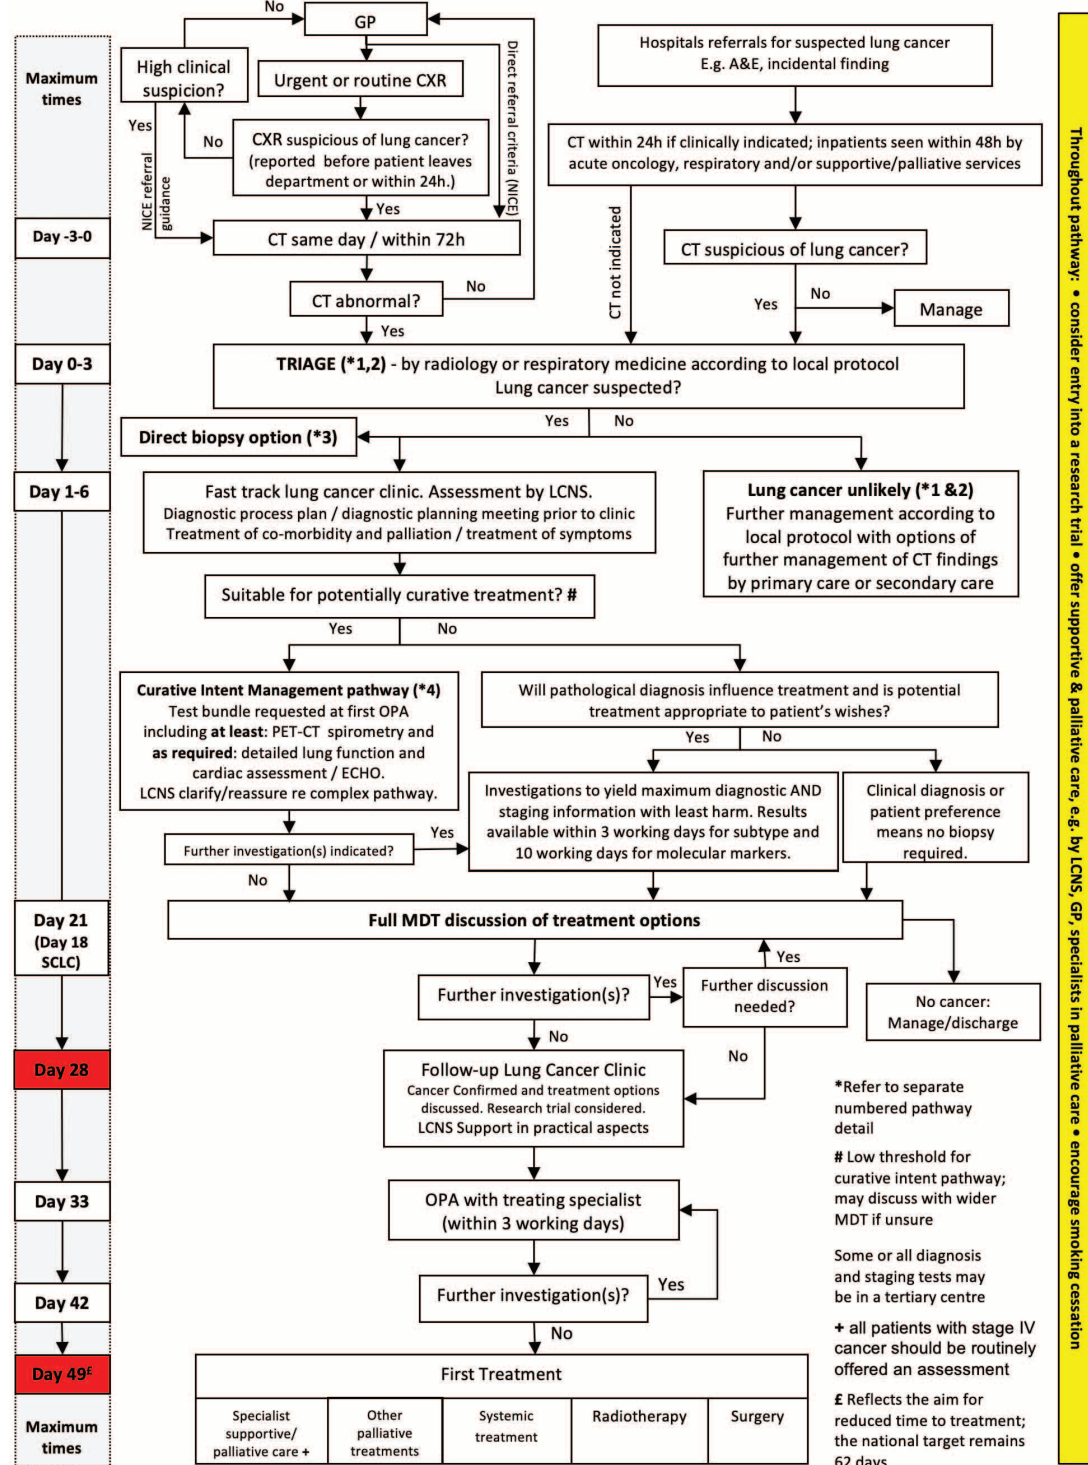 Maximum
times
Day -3-0
Day 0-3
Day 1-6
Day 21
(Day 18
SCLC)
Day 28
Day 33
Day 42
Day 49£
Maximum
times
No
GP
High clinical
suspicion?
Urgent or routine CXR
Yes
No
CXR suspicious of lung cancer?
(reported before patient leaves
department or within 24h.)
NICE referral
guidance
Direct referral criteria (NICE)
Yes
CT same day / within 72h
CT abnormal?
No
Yes
Hospitals referrals for suspected lung cancer
E.g. A&E, incidental finding
CT within 24h if clinically indicated; inpatients seen within 48h by
acute oncology, respiratory and/or supportive/palliative services
CT not indicated
CT suspicious of lung cancer?
Yes
No
Manage
TRIAGE (*1,2) - by radiology or respiratory medicine according to local protocol
Lung cancer suspected?
Yes
No
Direct biopsy option (*3)
Fast track lung cancer clinic. Assessment by LCNS.
Diagnostic process plan / diagnostic planning meeting prior to clinic
Treatment of co-morbidity and palliation / treatment of symptoms
Lung cancer unlikely (*1 &2)
Further management according to
local protocol with options of
further management of CT findings
by primary care or secondary care
Suitable for potentially curative treatment? #
Yes
No
Curative Intent Management pathway (*4)
Test bundle requested at first OPA
including at least: PET-CT spirometry and
as required: detailed lung function and
cardiac assessment / ECHO.
LCNS clarify/reassure re complex pathway.
Will pathological diagnosis influence treatment and is potential
treatment appropriate to patient's wishes?
Yes
No
Investigations to yield maximum diagnostic AND
staging information with least harm. Results
available within 3 working days for subtype and
10 working days for molecular markers.
Clinical diagnosis or
patient preference
means no biopsy
required.
Further investigation(s) indicated?
Yes
No
Full MDT discussion of treatment options
Further investigation(s)?
Yes
Further discussion
needed?
Yes
No
No
No cancer:
Manage/discharge
Follow-up Lung Cancer Clinic
Cancer Confirmed and treatment options
discussed. Research trial considered.
LCNS Support in practical aspects
OPA with treating specialist
(within 3 working days)
Further investigation(s)?
Yes
No
First Treatment
Specialist
supportive/
palliative care +
Other
palliative
treatments
Systemic
treatment
Radiotherapy
Surgery
*Refer to separate
numbered pathway
detail
# Low threshold for
curative intent pathway;
may discuss with wider
MDT if unsure
Some or all diagnosis
and staging tests may
be in a tertiary centre
+ all patients with stage IV
cancer should be routinely
offered an assessment
£ Reflects the aim for
reduced time to treatment;
the national target remains
62 days
Throughout pathway: • consider entry into a research trial • offer supportive & palliative care, e.g. by LCNS, GP, specialists in palliative care • encourage smoking cessation